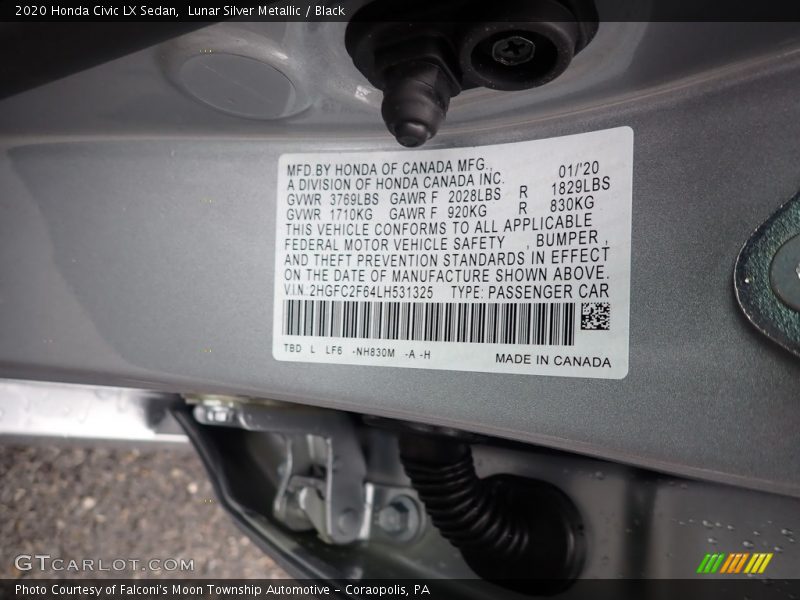 2020 Honda Civic LX Sedan,  Lunar Silver Metallic / Black
MFD BY HONDA OF CANADA MFG., 01/'20
A DIVISION OF HONDA CANADA INC.
GVWR 3769LBS GAWR F 2028LBS R 1829LBS
GVWR 1710KG GAWR F 920KG R 830KG
THIS VEHICLE CONFORMS TO ALL APPLICABLE
FEDERAL MOTOR VEHICLE SAFETY , BUMPER ,
AND THEFT PREVENTION STANDARDS IN EFFECT
ON THE DATE OF MANUFACTURE SHOWN ABOVE.
V.I.N. 2HGFC2F64LH531325 TYPE: PASSENGER CAR
TBD L LF6 -NH830M -A -H
MADE IN CANADA
GTCARLOT.COM
Photo Courtesy of Falconi's Moon Township Automotive – Coraopolis, PA